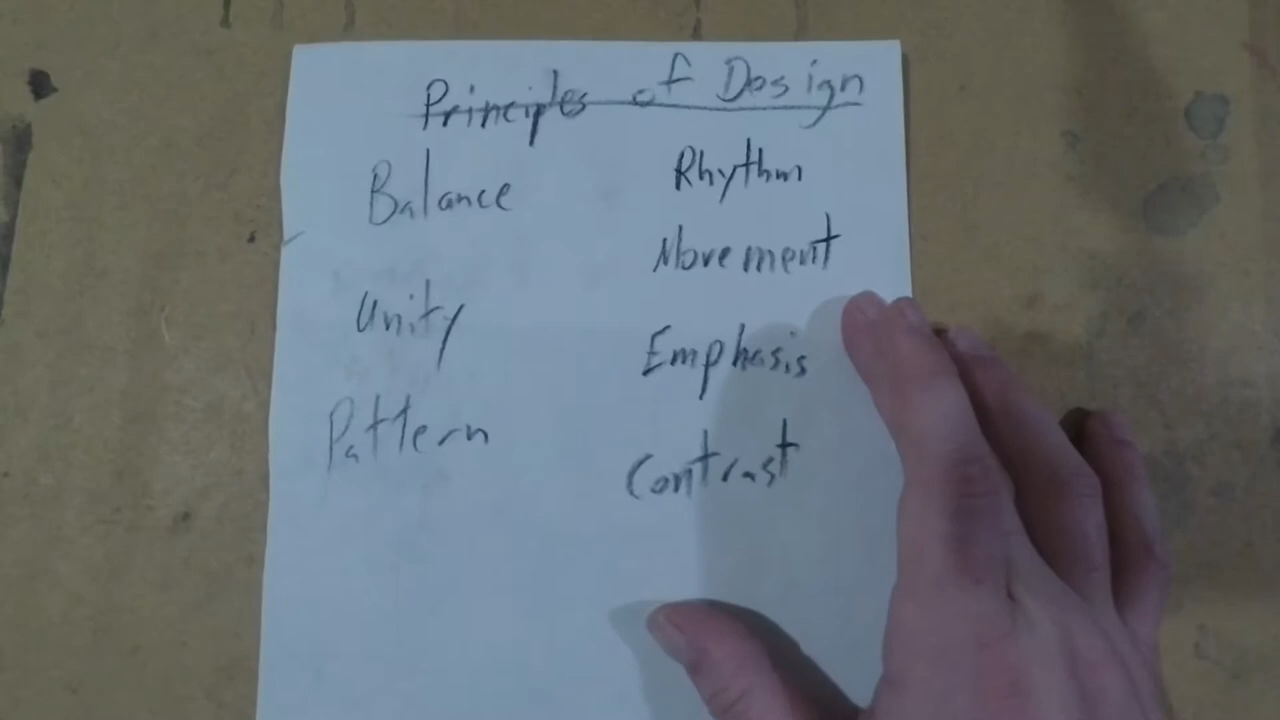 Principles of Design
Balance
Unity
Pattern
Rhythm
Movement
Emphasis
Contrast